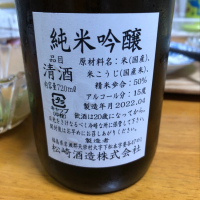 純米吟醸
品目
清酒
内容量720ml
原材料名:米(国産)、
米こうじ(国産米)
精米歩合:50%
アルコール分:15度
製造年月 2022.04
飲酒は20歳になってから。
製造者
松崎酒造株式会社